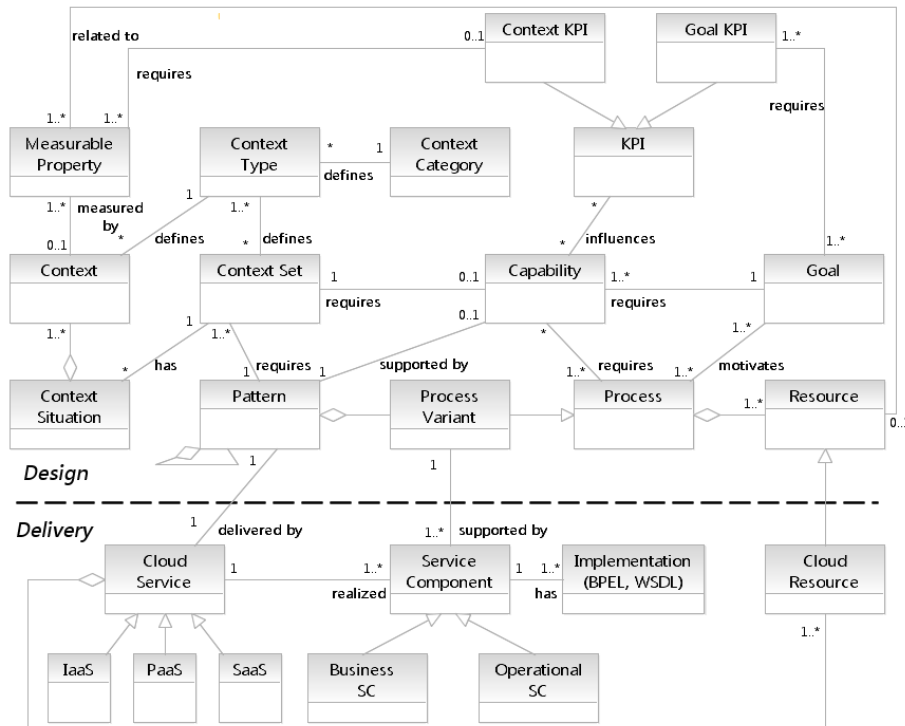 related to
0..1
Context KPI
Goal KPI
1..*
requires
requires
1..*
1..*
Measurable
Property
Context
Type
*
1
defines
Context
Category
KPI
1..*
measured
by
1
1..*
*
0..1
*
defines
*
defines
*
influences
1..*
Context
Context Set
1
requires
0..1
Capability
1..*
requires
1
Goal
1..*
1
1..*
0..1
*
1..*
*
has
1
requires
1
supported by
requires
1..*
1..*
motivates
Context
Situation
Pattern
Process
Variant
Process
1..*
Resource
1
1
Design
Delivery
1
delivered by
1..*
supported by
Cloud
Service
1
1..*
realized
Service
Component
1
1..*
has
Implementation
(BPEL, WSDL)
Cloud
Resource
1..*
IaaS
PaaS
SaaS
Business
SC
Operational
SC